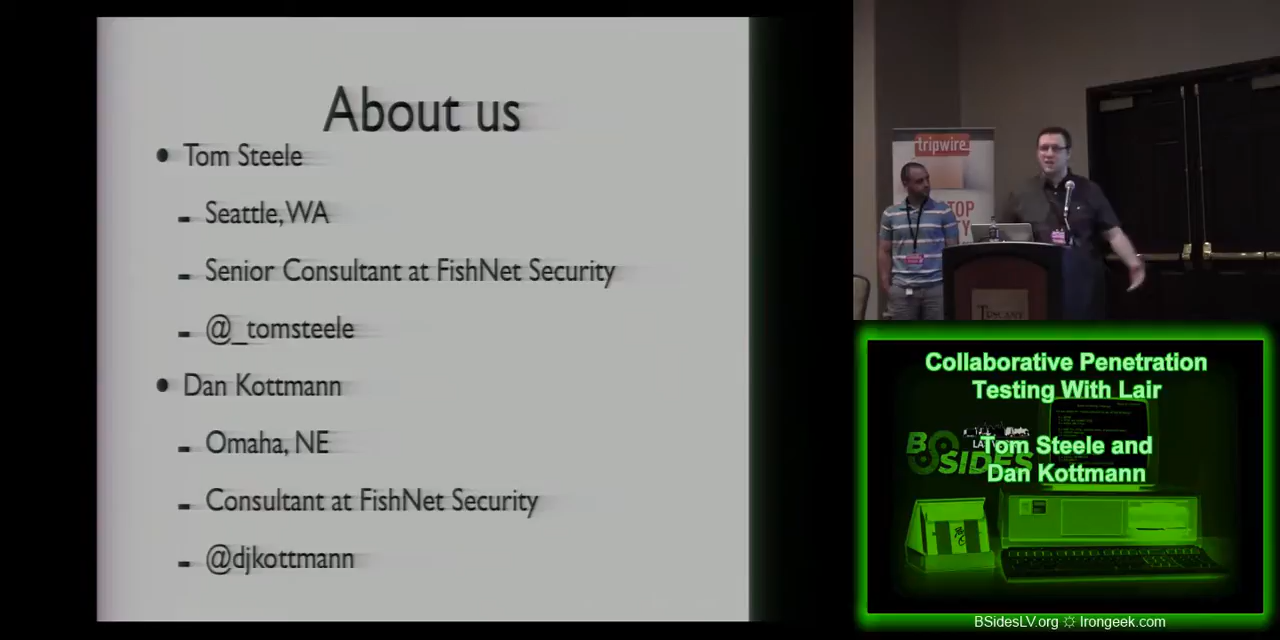 About us
Tom Steele
Seattle, WA
Senior Consultant at FishNet Security
@_tomsteele
Dan Kottmann
Omaha, NE
Consultant at FishNet Security
@djkottmann
tripwire
TUSCANY
Collaborative Penetration
Testing With Lair
BSIDES
Tom Steele and
Dan Kottmann
BSidesLV.org ☼ Irongeek.com